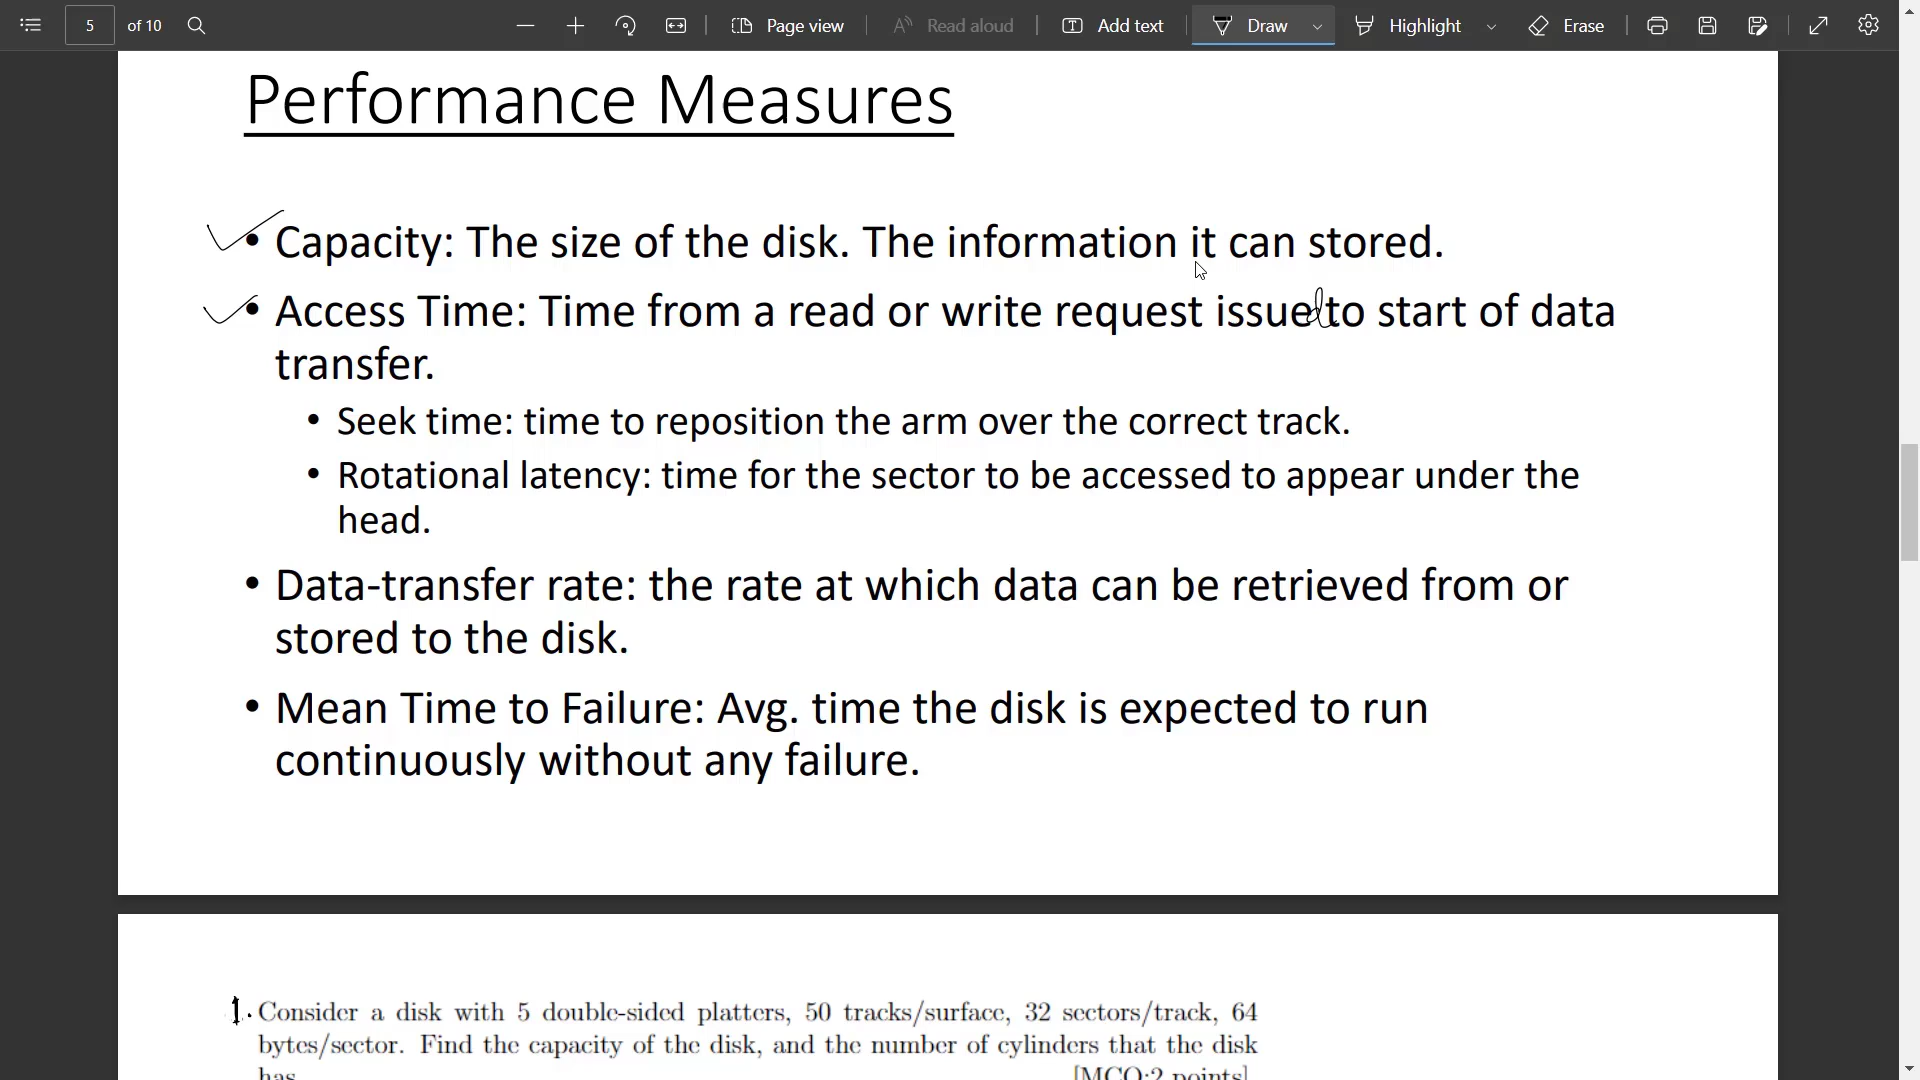 5 of 10 Page view Read aloud Add text Draw Highlight Erase
Performance Measures
• Capacity: The size of the disk. The information it can stored.
• Access Time: Time from a read or write request issued to start of data
transfer.
• Seek time: time to reposition the arm over the correct track.
• Rotational latency: time for the sector to be accessed to appear under the
head.
• Data-transfer rate: the rate at which data can be retrieved from or
stored to the disk.
• Mean Time to Failure: Avg. time the disk is expected to run
continuously without any failure.
1. Consider a disk with 5 double-sided platters, 50 tracks/surface, 32 sectors/track, 64
bytes/sector. Find the capacity of the disk, and the number of cylinders that the disk
has [MCQ:2 points]